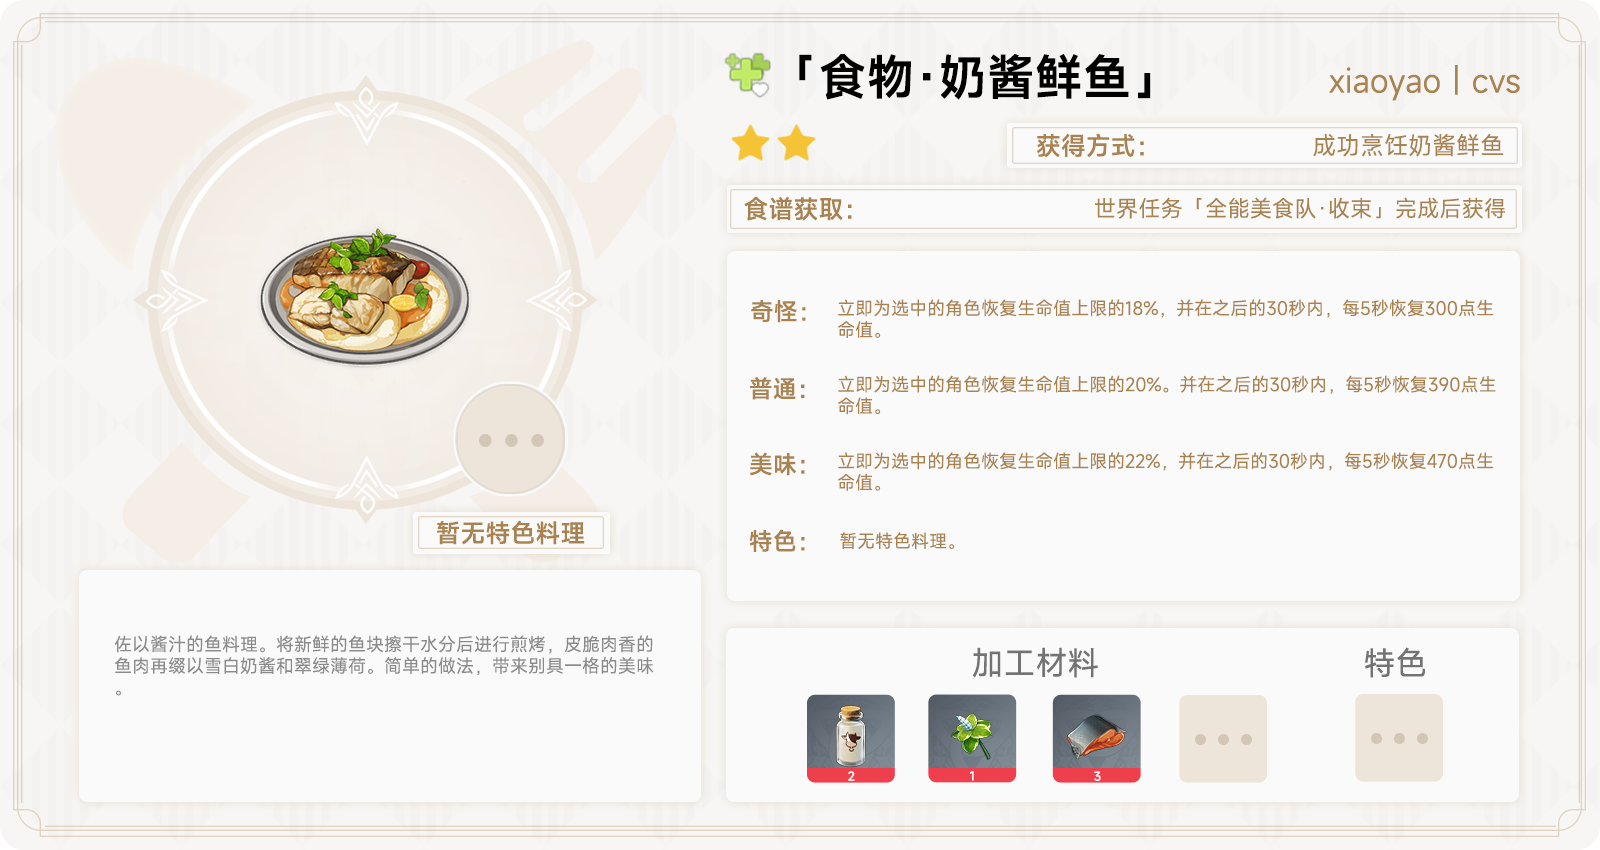 「食物·奶酱鲜鱼」
xiaoyao | cvs
获得方式：
成功烹饪奶酱鲜鱼
食谱获取：
世界任务「全能美食队·收束」完成后获得
奇怪：
立即为选中的角色恢复生命值上限的18%，并在之后的30秒内，每5秒恢复300点生
命值。
普通：
立即为选中的角色恢复生命值上限的20%。并在之后的30秒内，每5秒恢复390点生
命值。
美味：
立即为选中的角色恢复生命值上限的22%，并在之后的30秒内，每5秒恢复470点生
命值。
特色：
暂无特色料理。
暂无特色料理
佐以酱汁的鱼料理。将新鲜的鱼块擦干水分后进行煎烤，皮脆肉香的
鱼肉再缀以雪白奶酱和翠绿薄荷。简单的做法，带来别具一格的美味
。
加工材料
特色
2
1
3